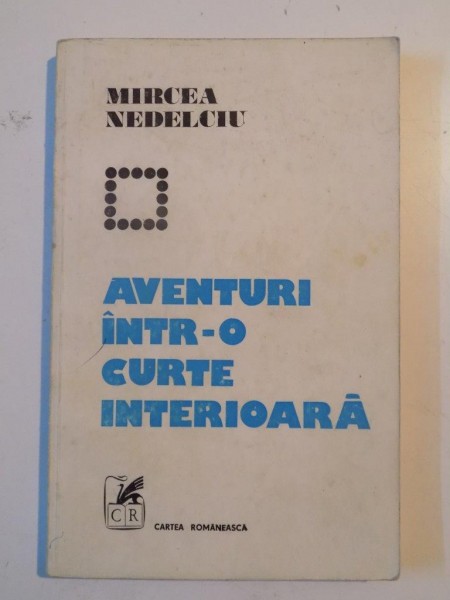 MIRCEA
NEDELCIU
AVENTURI
ÎNTR-O
CURTE
INTERIOARĂ
CR
CARTEA ROMÂNEASCĂ